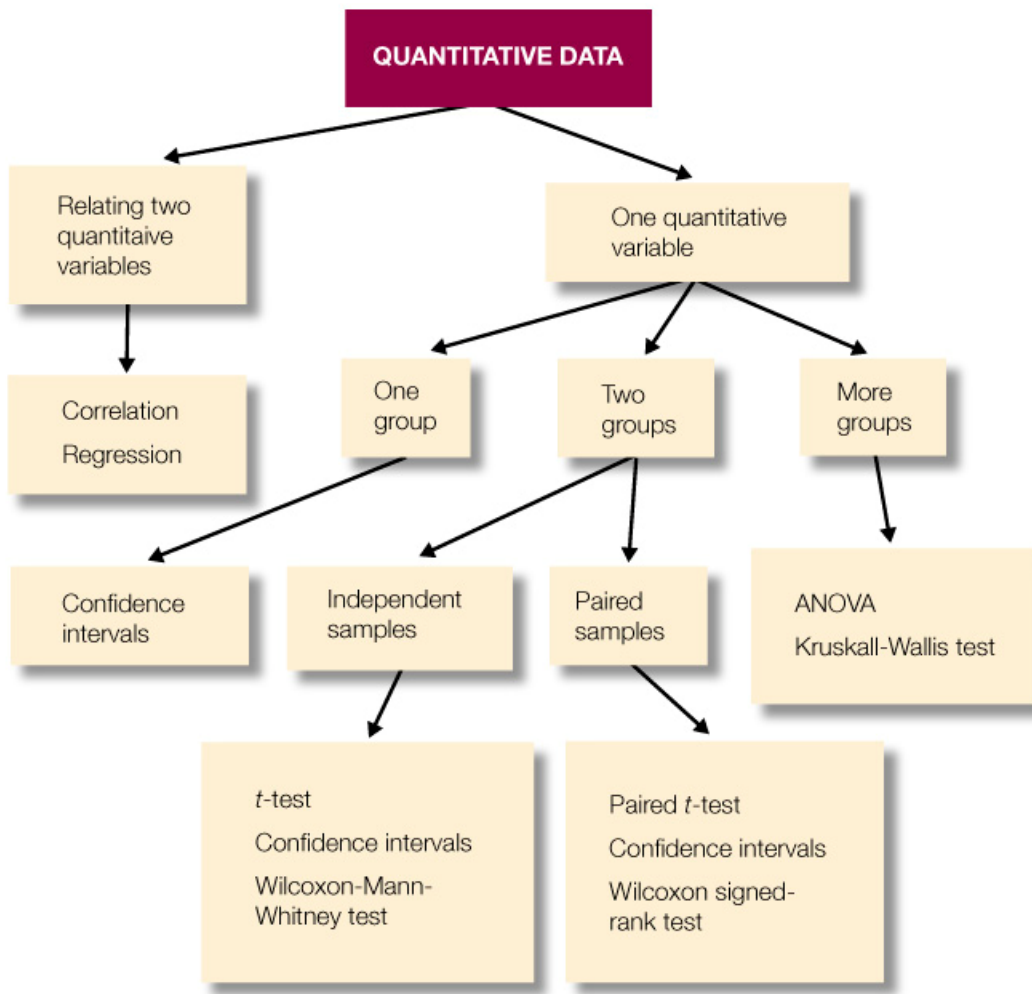 QUANTITATIVE DATA
Relating two
quantitaive
variables
One quantitative
variable
Correlation
Regression
One
group
Two
groups
More
groups
Confidence
intervals
Independent
samples
Paired
samples
ANOVA
Kruskall-Wallis test
t-test
Confidence intervals
Wilcoxon-Mann-
Whitney test
Paired t-test
Confidence intervals
Wilcoxon signed-
rank test